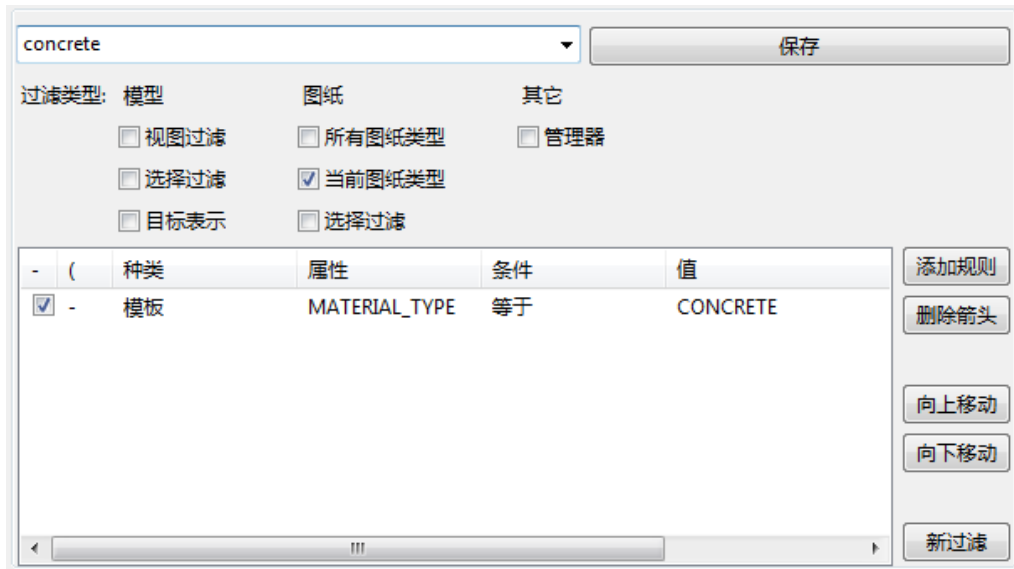 concrete 保存
过滤类型: 模型 图纸 其它
视图过滤 所有图纸类型 管理器
选择过滤 当前图纸类型
目标表示 选择过滤
- ( 种类 属性 条件 值 添加规则
- 模板 MATERIAL_TYPE 等于 CONCRETE 删除箭头
向上移动
向下移动
新过滤